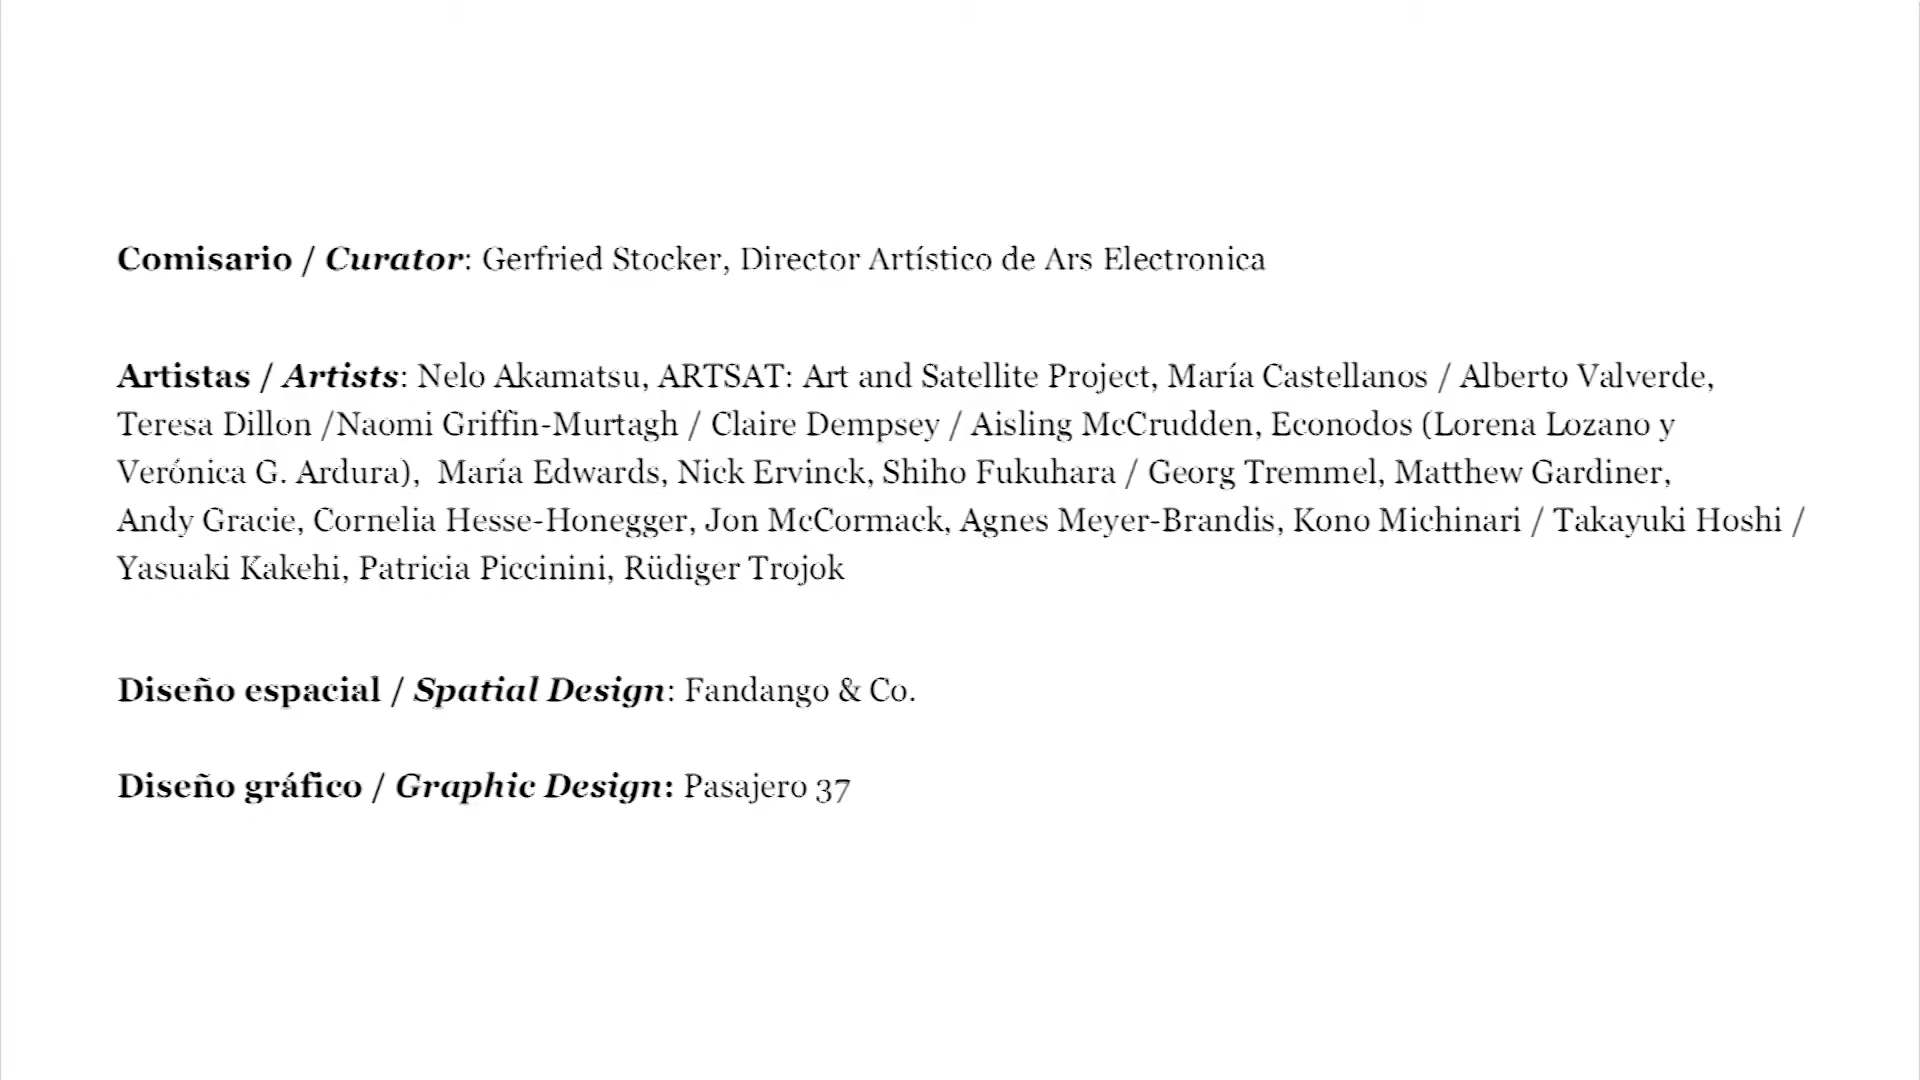 Comisario / Curator: Gerfried Stocker, Director Artístico de Ars Electronica
Artistas / Artists: Nelo Akamatsu, ARTSAT: Art and Satellite Project, María Castellanos / Alberto Valverde,
Teresa Dillon /Naomi Griffin-Murtagh / Claire Dempsey / Aisling McCrudden, Econodos (Lorena Lozano y
Verónica G. Ardura),  María Edwards, Nick Ervinck, Shiho Fukuhara / Georg Tremmel, Matthew Gardiner,
Andy Gracie, Cornelia Hesse-Honegger, Jon McCormack, Agnes Meyer-Brandis, Kono Michinari / Takayuki Hoshi /
Yasuaki Kakehi, Patricia Piccinini, Rüdiger Trojok
Diseño espacial / Spatial Design: Fandango & Co.
Diseño gráfico / Graphic Design: Pasajero 37